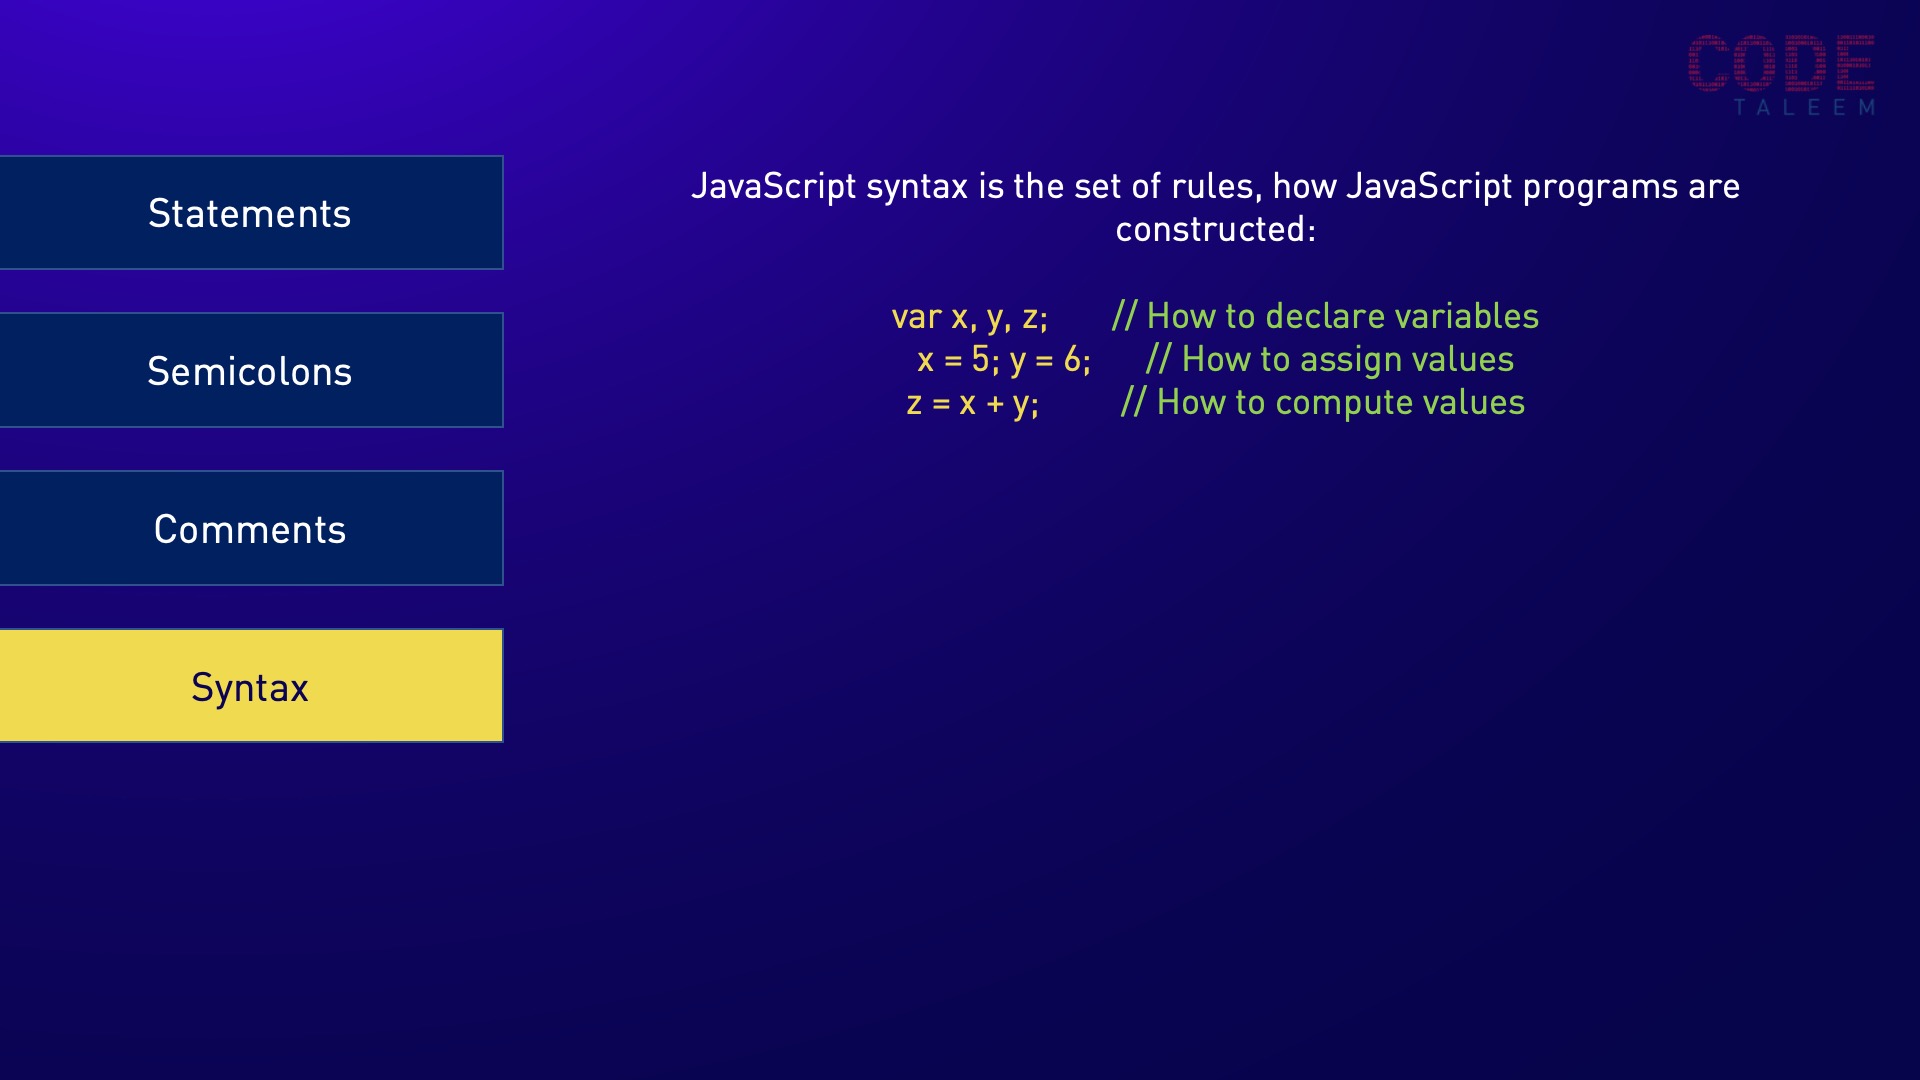 CODE
TALEEM
Statements
Semicolons
Comments
Syntax
JavaScript syntax is the set of rules, how JavaScript programs are
constructed:
var x, y, z; // How to declare variables
x = 5; y = 6; // How to assign values
z = x + y; // How to compute values